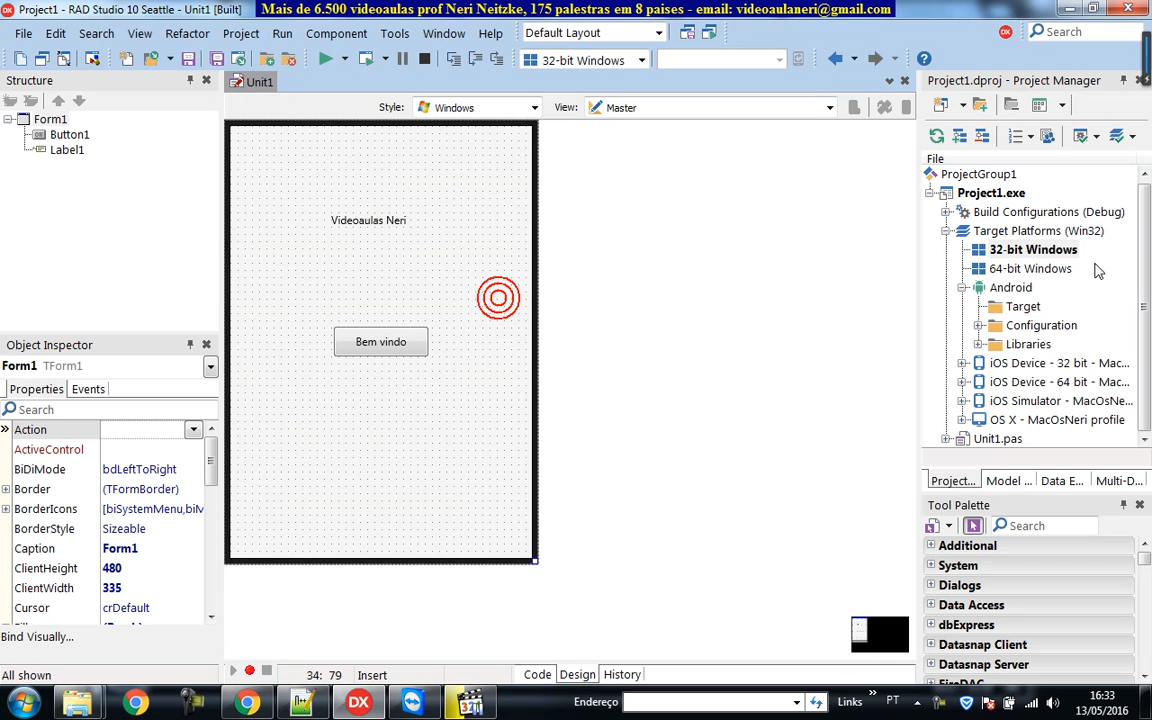 Project1 - RAD Studio 10 Seattle - Unit1 [Built]
Mais de 6.500 videoaulas prof Neri Neitzke, 175 palestras em 8 paises - email: videoaulaneri@gmail.com
File Edit Search View Refactor Project Run Component Tools Window Help
Default Layout
Search
32-bit Windows
Structure
Form1
Button1
Label1
Unit1
Style: Windows
View: Master
Videoaulas Neri
Bem vindo
Object Inspector
Form1 TForm1
Properties Events
Search
Action
ActiveControl
BiDiMode bdLeftToRight
Border (TFormBorder)
BorderIcons [biSystemMenu,biM
BorderStyle Sizeable
Caption Form1
ClientHeight 480
ClientWidth 335
Cursor crDefault
Bind Visually...
All shown
34: 79 Insert
Code Design History
Project1.dproj - Project Manager
File
ProjectGroup1
Project1.exe
Build Configurations (Debug)
Target Platforms (Win32)
32-bit Windows
64-bit Windows
Android
Target
Configuration
Libraries
iOS Device - 32 bit - Mac...
iOS Device - 64 bit - Mac...
iOS Simulator - MacOsNe...
OS X - MacOsNeri profile
Unit1.pas
Project... Model ... Data E... Multi-D...
Tool Palette
Search
Additional
System
Dialogs
Data Access
dbExpress
Datasnap Client
Datasnap Server
DX
Endereço
Links »
PT
16:33
13/05/2016